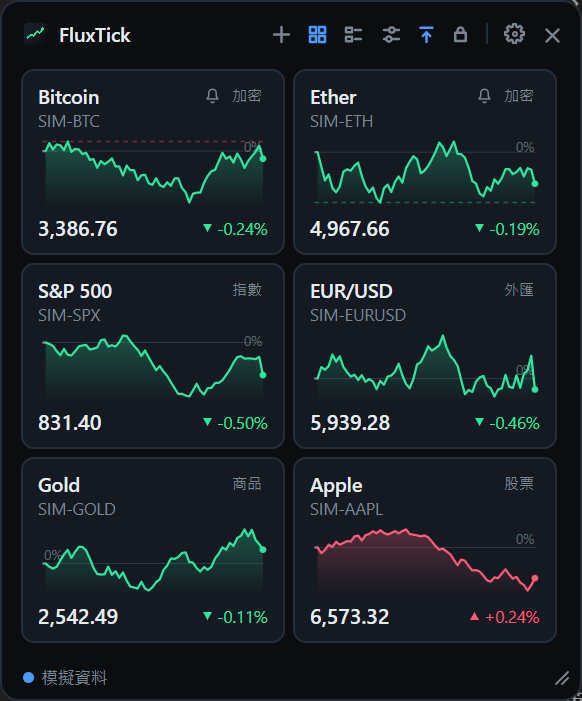 FluxTick
Bitcoin 加密
SIM-BTC
0%
3,386.76 ▼ -0.24%
Ether 加密
SIM-ETH
0%
4,967.66 ▼ -0.19%
S&P 500 指數
SIM-SPX
0%
831.40 ▼ -0.50%
EUR/USD 外匯
SIM-EURUSD
0%
5,939.28 ▼ -0.46%
Gold 商品
SIM-GOLD
0%
2,542.49 ▼ -0.11%
Apple 股票
SIM-AAPL
0%
6,573.32 ▲ +0.24%
模擬資料